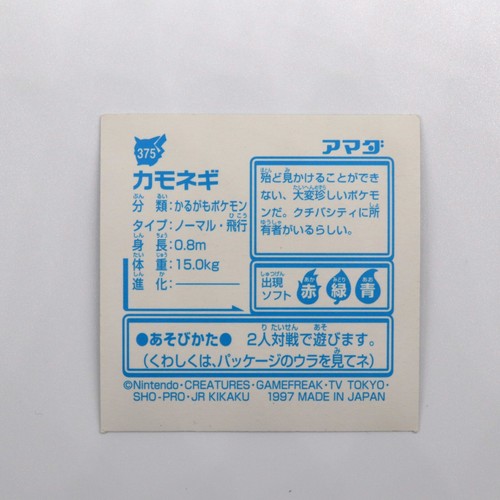 375
アマダ
カモネギ
分類:かるがもポケモン
タイプ:ノーマル・飛行
身長:0.8m
体重:15.0kg
進化:――
殆ど見かけることができ
ない、大変珍しいポケモ
ンだ。クチバシティに所
有者がいるらしい。
出現
ソフト
赤 緑 青
●あそびかた● 2人対戦で遊びます。
(くわしくは、パッケージのウラを見てネ)
©Nintendo・CREATURES・GAMEFREAK・TV TOKYO・
SHO-PRO・JR KIKAKU 1997 MADE IN JAPAN